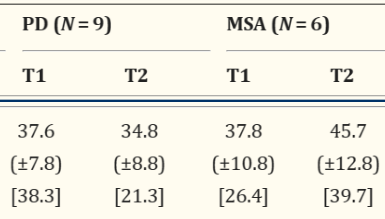 PD (N = 9) MSA (N = 6)
T1 T2 T1 T2
37.6 34.8 37.8 45.7
(±7.8) (±8.8) (±10.8) (±12.8)
[38.3] [21.3] [26.4] [39.7]